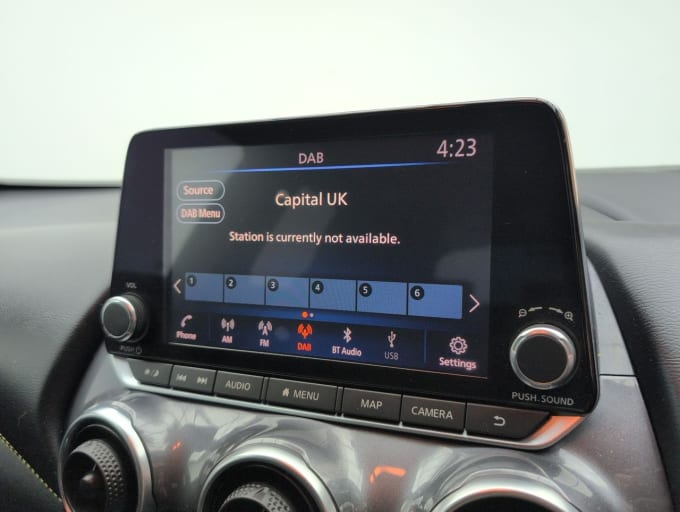 DAB
4:23
Source
Capital UK
DAB Menu
Station is currently not available.
1 2 3 4 5 6
iPhone AM FM DAB BT Audio USB Settings
VOL
PUSH
AUDIO MENU MAP CAMERA
PUSH. SOUND